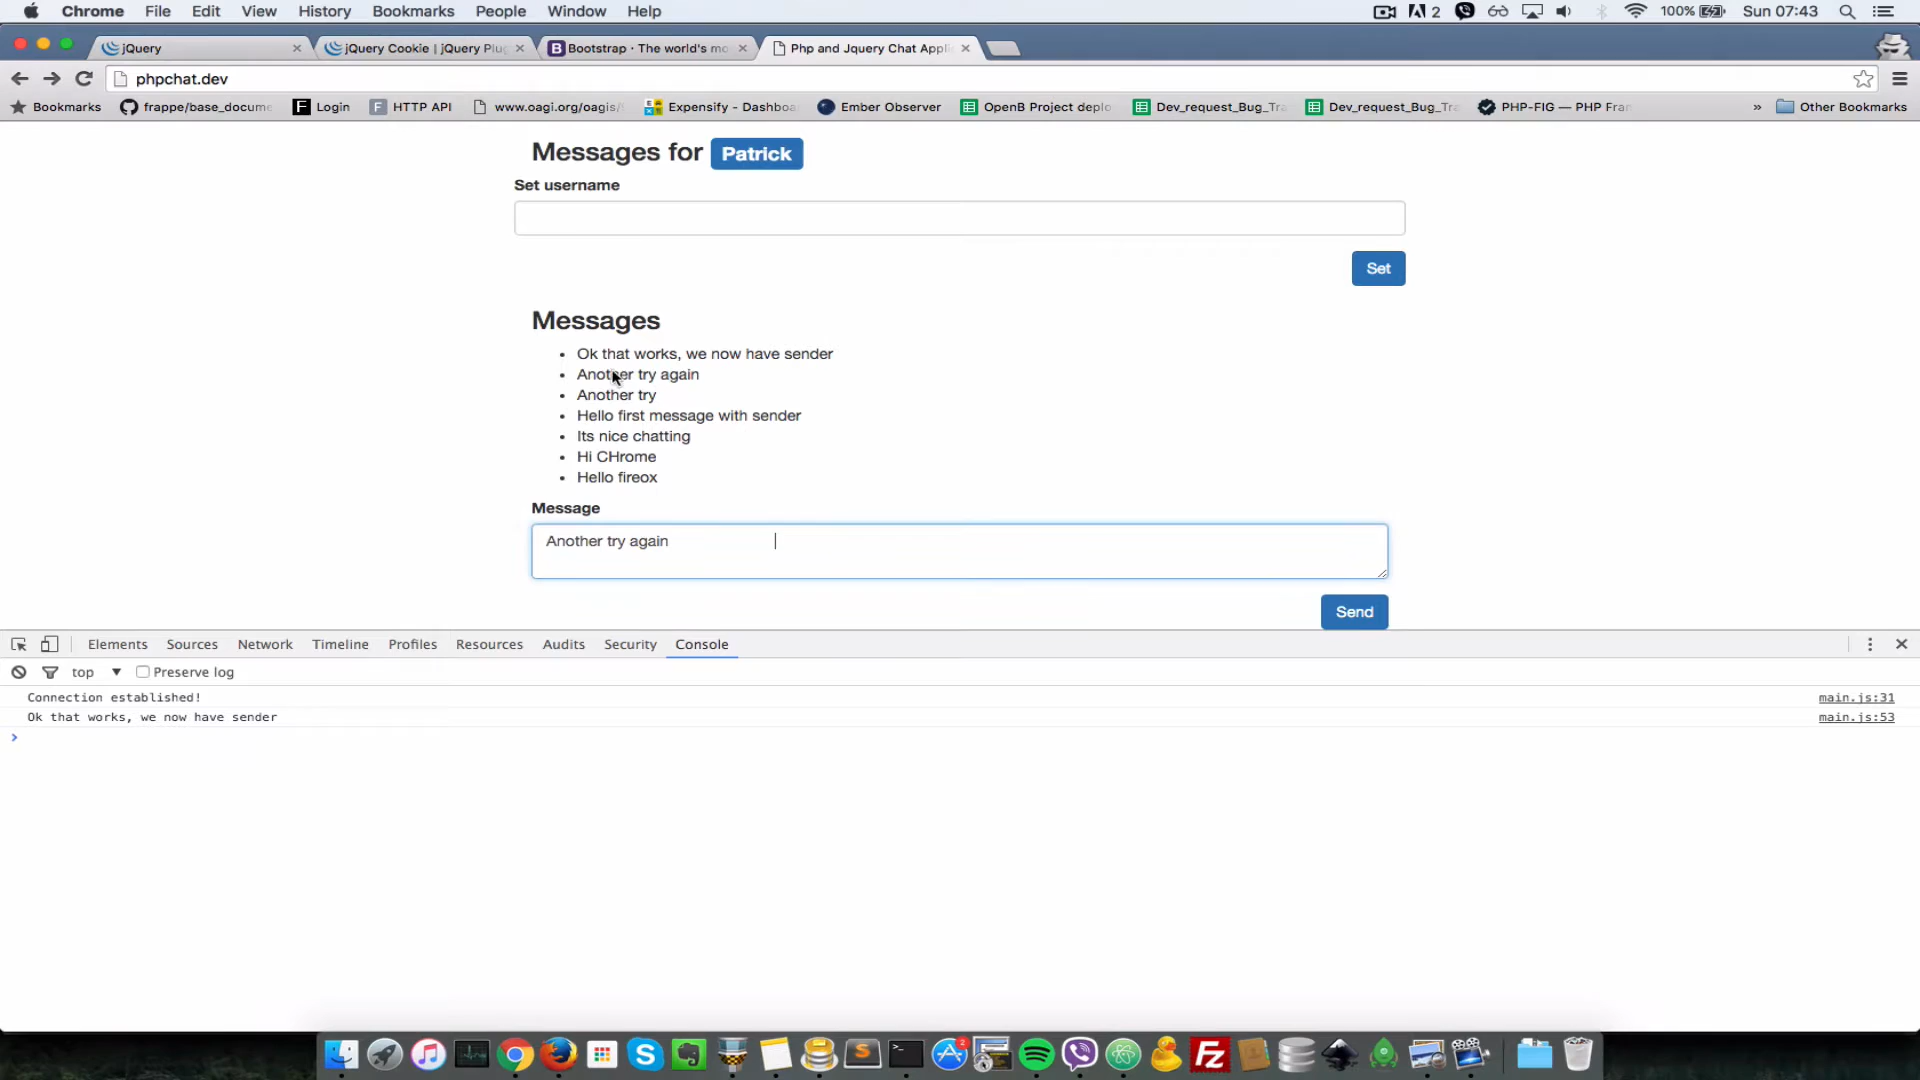 Chrome File Edit View History Bookmarks People Window Help 2 100% Sun 07:43
jQuery jQuery Cookie | jQuery Plug Bootstrap · The world's mo Php and Jquery Chat Appli
phpchat.dev
Bookmarks frappe/base_docume F Login F HTTP API www.oagi.org/oagis/ Expensify - Dashboa Ember Observer OpenB Project deplo Dev_request_Bug_Tra Dev_request_Bug_Tra PHP-FIG — PHP Fra » Other Bookmarks
Messages for Patrick
Set username
Set
Messages
• Ok that works, we now have sender
• Another try again
• Another try
• Hello first message with sender
• Its nice chatting
• Hi CHrome
• Hello fireox
Message
Another try again
Send
Elements Sources Network Timeline Profiles Resources Audits Security Console
top Preserve log
Connection established! main.js:31
Ok that works, we now have sender main.js:53
>